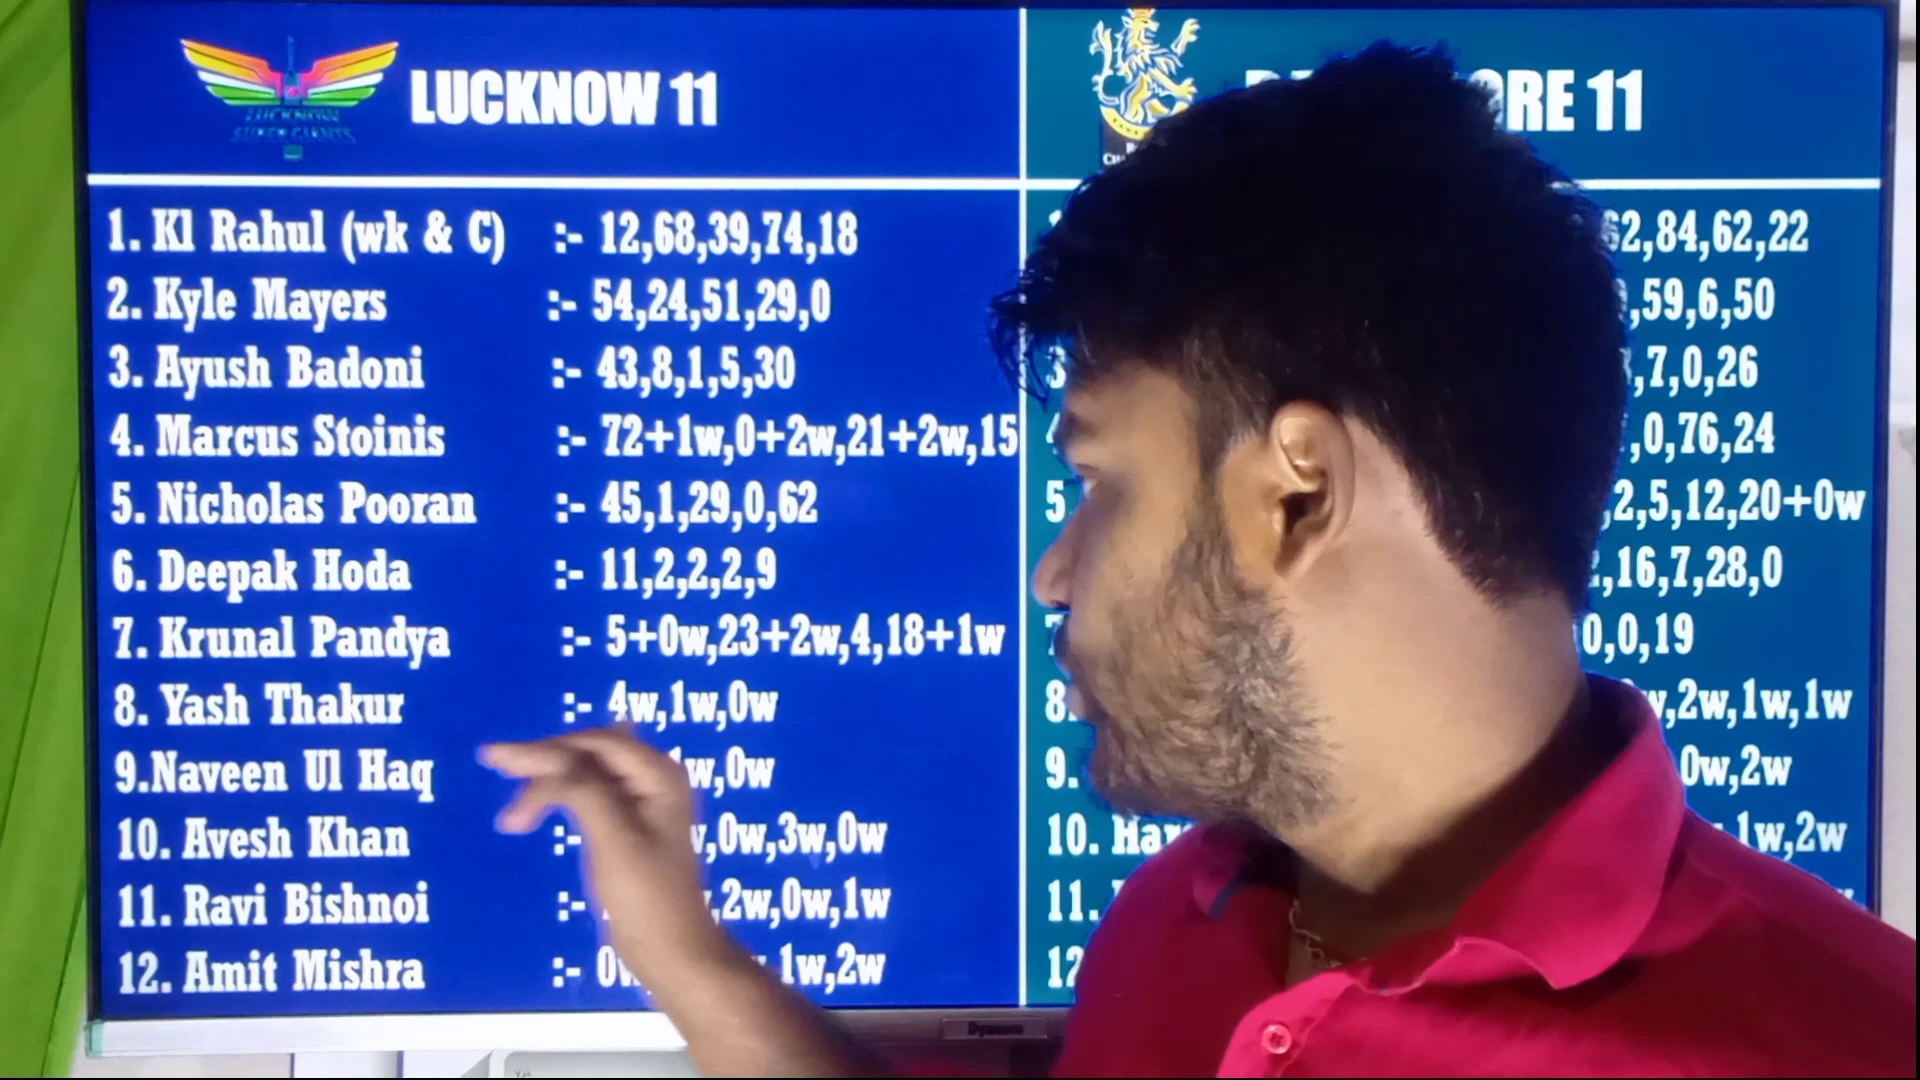 LUCKNOW 11
LUCKNOW
SUPER GIANTS
1. Kl Rahul (wk & C) :- 12,68,39,74,18
2. Kyle Mayers :- 54,24,51,29,0
3. Ayush Badoni :- 43,8,1,5,30
4. Marcus Stoinis :- 72+1w,0+2w,21+2w,15
5. Nicholas Pooran :- 45,1,29,0,62
6. Deepak Hoda :- 11,2,2,2,9
7. Krunal Pandya :- 5+0w,23+2w,4,18+1w
8. Yash Thakur :- 4w,1w,0w
9.Naveen Ul Haq 1w,0w
10. Avesh Khan :- ,0w,3w,0w
11. Ravi Bishnoi :- ,2w,0w,1w
12. Amit Mishra :- 1w,2w
ORE 11
,84,62,22
,59,6,50
,7,0,26
,0,76,24
5 ,2,5,12,20+0w
,16,7,28,0
0,0,19
8. ,2w,1w,1w
9. 0w,2w
10. 1w,2w
11.
12
Dyanora